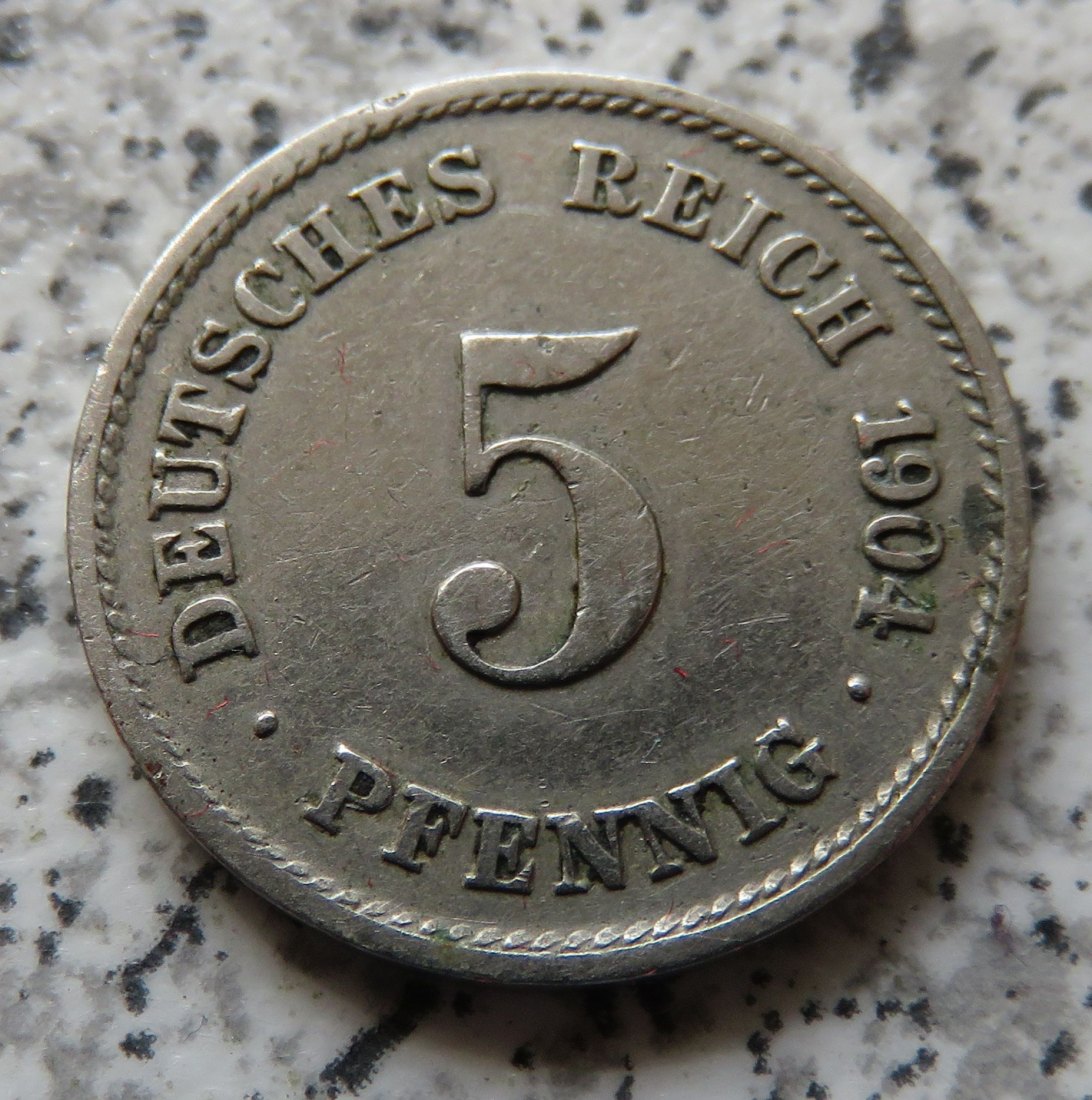 DEUTSCHES REICH 1904
5
· PFENNIG ·